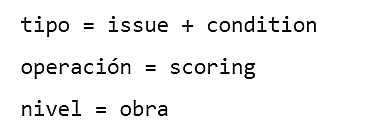 tipo = issue + condition
operación = scoring
nivel = obra